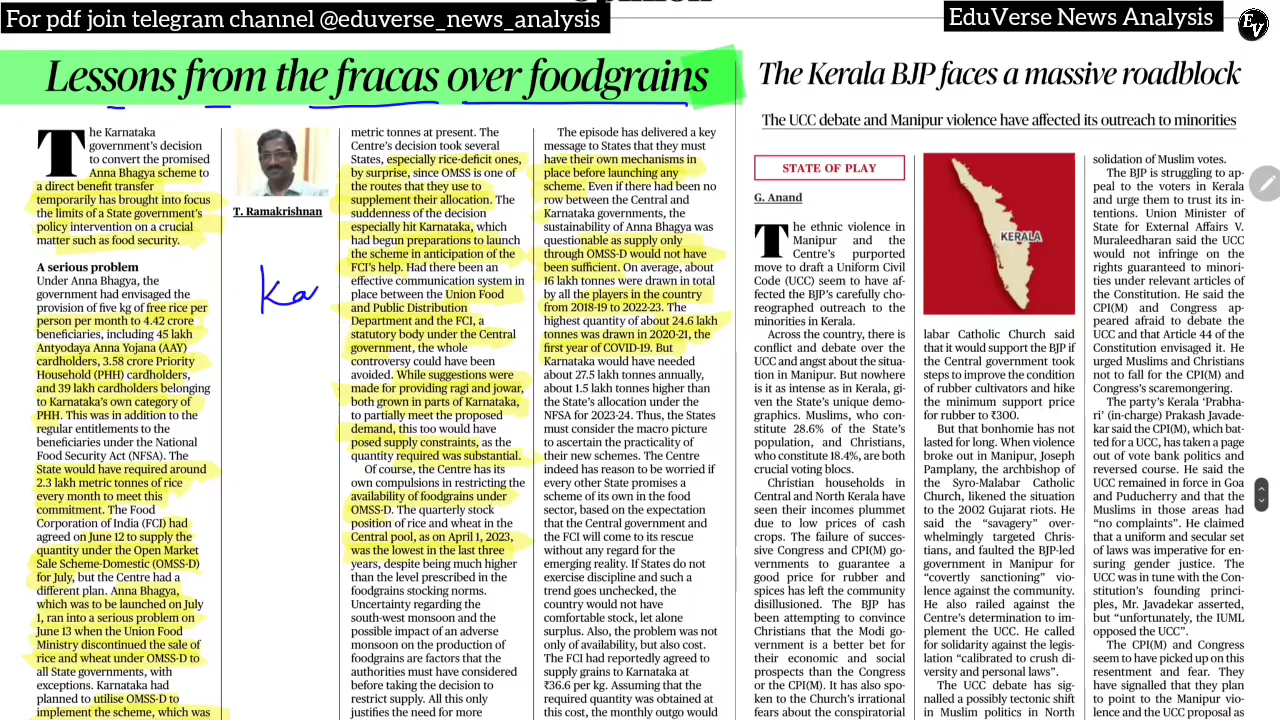 For pdf join telegram channel @eduverse_news_analysis
EduVerse News Analysis
EV
Lessons from the fracas over foodgrains
The Karnataka
government's decision
to convert the promised
Anna Bhagya scheme to
a direct benefit transfer
temporarily has brought into focus
the limits of a State government's
policy intervention on a crucial
matter such as food security.
A serious problem
Under Anna Bhagya, the
government had envisaged the
provision of five kg of free rice per
person per month to 4.42 crore
beneficiaries, including 45 lakh
Antyodaya Anna Yojana (AAY)
cardholders, 3.58 crore Priority
Household (PHH) cardholders,
and 39 lakh cardholders belonging
to Karnataka's own category of
PHH. This was in addition to the
regular entitlements to the
beneficiaries under the National
Food Security Act (NFSA). The
State would have required around
2.3 lakh metric tonnes of rice
every month to meet this
commitment. The Food
Corporation of India (FCI) had
agreed on June 12 to supply the
quantity under the Open Market
Sale Scheme-Domestic (OMSS-D)
for July, but the Centre had a
different plan. Anna Bhagya,
which was to be launched on July
1, ran into a serious problem on
June 13 when the Union Food
Ministry discontinued the sale of
rice and wheat under OMSS-D to
all State governments, with
exceptions. Karnataka had
planned to utilise OMSS-D to
implement the scheme, which was
T. Ramakrishnan
Ka
metric tonnes at present. The
Centre's decision took several
States, especially rice-deficit ones,
by surprise, since OMSS is one of
the routes that they use to
supplement their allocation. The
suddenness of the decision
especially hit Karnataka, which
had begun preparations to launch
the scheme in anticipation of the
FCI's help. Had there been an
effective communication system in
place between the Union Food
and Public Distribution
Department and the FCI, a
statutory body under the Central
government, the whole
controversy could have been
avoided. While suggestions were
made for providing ragi and jowar,
both grown in parts of Karnataka,
to partially meet the proposed
demand, this too would have
posed supply constraints, as the
quantity required was substantial.
Of course, the Centre has its
own compulsions in restricting the
availability of foodgrains under
OMSS-D. The quarterly stock
position of rice and wheat in the
Central pool, as on April 1, 2023,
was the lowest in the last three
years, despite being much higher
than the level prescribed in the
foodgrains stocking norms.
Uncertainty regarding the
south-west monsoon and the
possible impact of an adverse
monsoon on the production of
foodgrains are factors that the
authorities must have considered
before taking the decision to
restrict supply. All this only
justifies the need for more
The episode has delivered a key
message to States that they must
have their own mechanisms in
place before launching any
scheme. Even if there had been no
row between the Central and
Karnataka governments, the
sustainability of Anna Bhagya was
questionable as supply only
through OMSS-D would not have
been sufficient. On average, about
16 lakh tonnes were drawn in total
by all the players in the country
from 2018-19 to 2022-23. The
highest quantity of about 24.6 lakh
tonnes was drawn in 2020-21, the
first year of COVID-19. But
Karnataka would have needed
about 27.5 lakh tonnes annually,
about 1.5 lakh tonnes higher than
the State's allocation under the
NFSA for 2023-24. Thus, the States
must consider the macro picture
to ascertain the practicality of
their new schemes. The Centre
indeed has reason to be worried if
every other State promises a
scheme of its own in the food
sector, based on the expectation
that the Central government and
the FCI will come to its rescue
without any regard for the
emerging reality. If States do not
exercise discipline and such a
trend goes unchecked, the
country would not have
comfortable stock, let alone
surplus. Also, the problem was not
only of availability, but also cost.
The FCI had reportedly agreed to
supply grains to Karnataka at
₹36.6 per kg. Assuming that the
required quantity was obtained at
this cost, the monthly outgo would
The Kerala BJP faces a massive roadblock
The UCC debate and Manipur violence have affected its outreach to minorities
STATE OF PLAY
G. Anand
The ethnic violence in
Manipur and the
Centre's purported
move to draft a Uniform Civil
Code (UCC) seem to have af-
fected the BJP's carefully cho-
reographed outreach to the
minorities in Kerala.
Across the country, there is
conflict and debate over the
UCC and angst about the situa-
tion in Manipur. But nowhere
is it as intense as in Kerala, gi-
ven the State's unique demo-
graphics. Muslims, who con-
stitute 28.6% of the State's
population, and Christians,
who constitute 18.4%, are both
crucial voting blocs.
Christian households in
Central and North Kerala have
seen their incomes plummet
due to low prices of cash
crops. The failure of succes-
sive Congress and CPI(M) go-
vernments to guarantee a
good price for rubber and
spices has left the community
disillusioned. The BJP has
been attempting to convince
Christians that the Modi go-
vernment is a better bet for
their economic and social
prospects than the Congress
or the CPI(M). It has also spo-
ken to the Church's irrational
fears about the conspiratorial
KERALA
labar Catholic Church said
that it would support the BJP if
the Central government took
steps to improve the condition
of rubber cultivators and hike
the minimum support price
for rubber to ₹300.
But that bonhomie has not
lasted for long. When violence
broke out in Manipur, Joseph
Pamplany, the archbishop of
the Syro-Malabar Catholic
Church, likened the situation
to the 2002 Gujarat riots. He
said the "savagery" over-
whelmingly targeted Chris-
tians, and faulted the BJP-led
government in Manipur for
"covertly sanctioning" vio-
lence against the community.
He also railed against the
Centre's determination to im-
plement the UCC. He called
for solidarity against the legis-
lation "calibrated to crush di-
versity and personal laws".
The UCC debate has sig-
nalled a possibly tectonic shift
in Muslim politics in North
solidation of Muslim votes.
The BJP is struggling to ap-
peal to the voters in Kerala
and urge them to trust its in-
tentions. Union Minister of
State for External Affairs V.
Muraleedharan said the UCC
would not infringe on the
rights guaranteed to minori-
ties under relevant articles of
the Constitution. He said the
CPI(M) and Congress ap-
peared afraid to debate the
UCC and that Article 44 of the
Constitution envisaged it. He
urged Muslims and Christians
not to fall for the CPI(M) and
Congress's scaremongering.
The party's Kerala 'Prabha-
ri' (in-charge) Prakash Javade-
kar said the CPI(M), which bat-
ted for a UCC, has taken a page
out of vote bank politics and
reversed course. He said the
UCC remained in force in Goa
and Puducherry and that the
Muslims in those areas had
"no complaints". He claimed
that a uniform and secular set
of laws was imperative for en-
suring gender justice. The
UCC was in tune with the Con-
stitution's founding princi-
ples, Mr. Javadekar asserted,
but "unfortunately, the IUML
opposed the UCC".
The CPI(M) and Congress
seem to have picked up on this
resentment and fear. They
have signalled that they plan
to point to the Manipur vio-
lence and the UCC proposal as